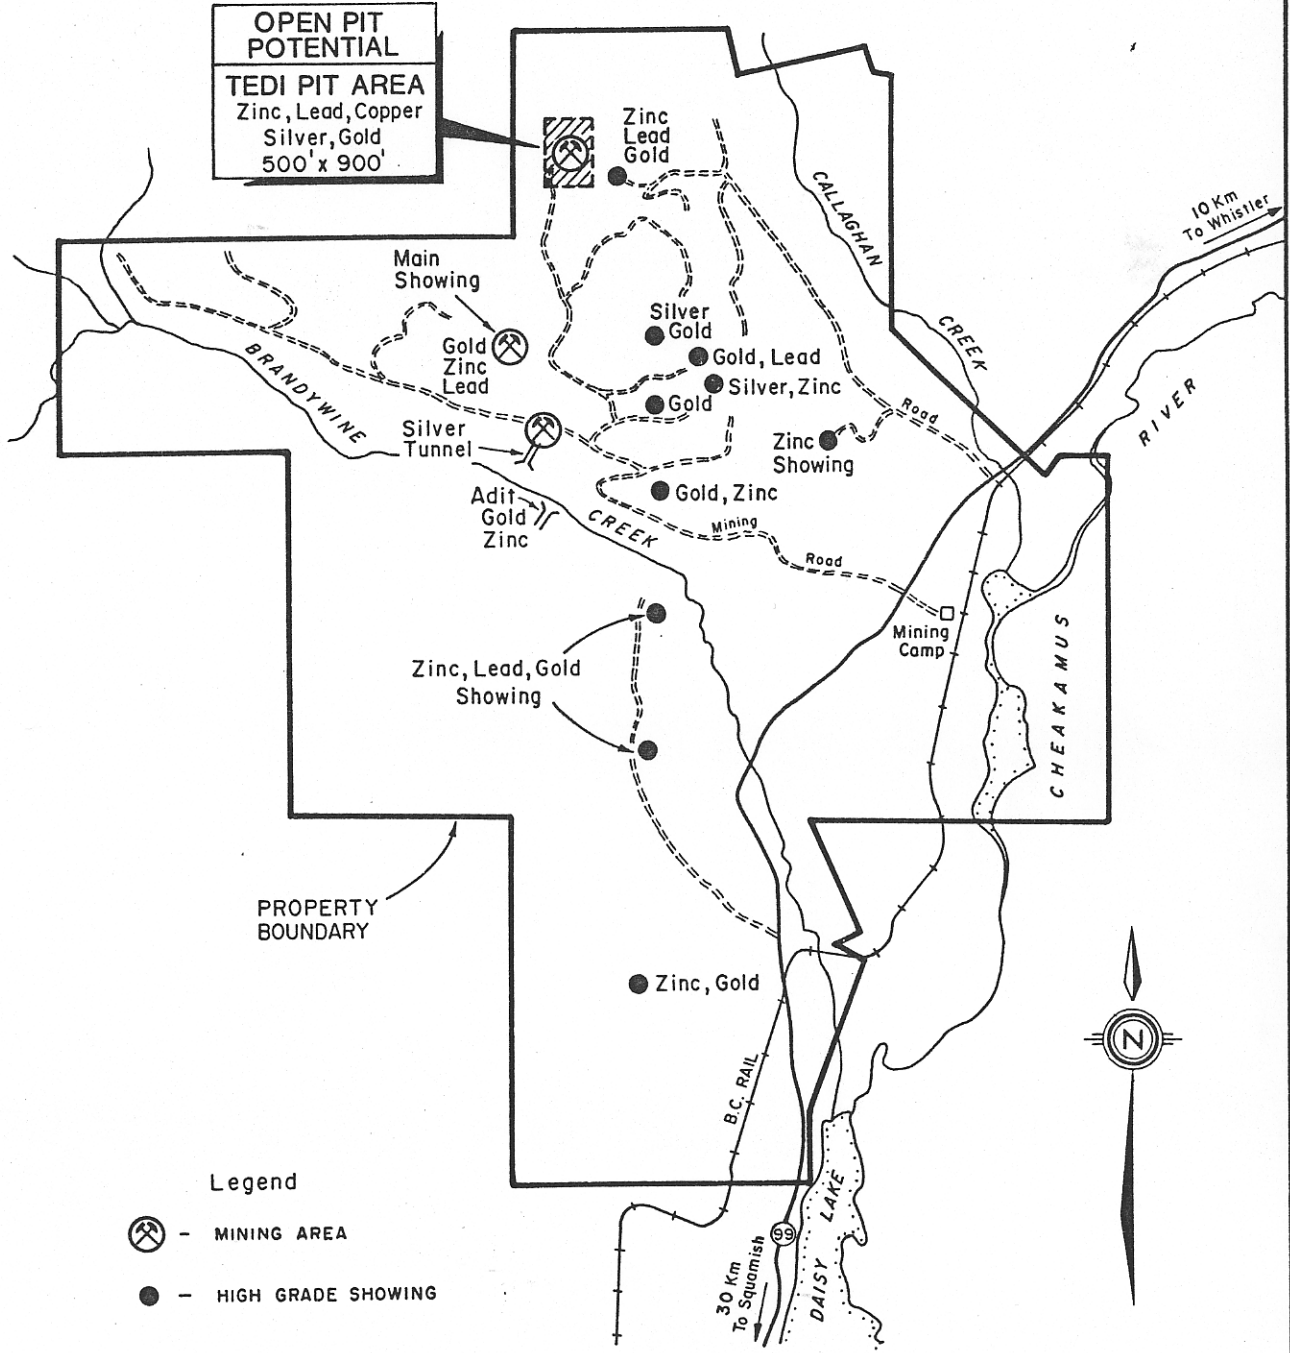 OPEN PIT
POTENTIAL
TEDI PIT AREA
Zinc, Lead, Copper
Silver, Gold
500' x 900'
Zinc
Lead
Gold
CALLAGHAN
CREEK
10 Km
To Whistler
Main
Showing
Gold
Zinc
Lead
Silver
Gold
Gold, Lead
Silver, Zinc
Gold
Road
RIVER
BRANDYWINE
CREEK
Silver
Tunnel
Zinc
Showing
Adit
Gold
Zinc
Gold, Zinc
Mining
Road
Mining
Camp
Zinc, Lead, Gold
Showing
CHEAKAMUS
PROPERTY
BOUNDARY
Zinc, Gold
N
B.C. RAIL
DAISY LAKE
99
30 Km
To Squamish
Legend
- MINING AREA
- HIGH GRADE SHOWING